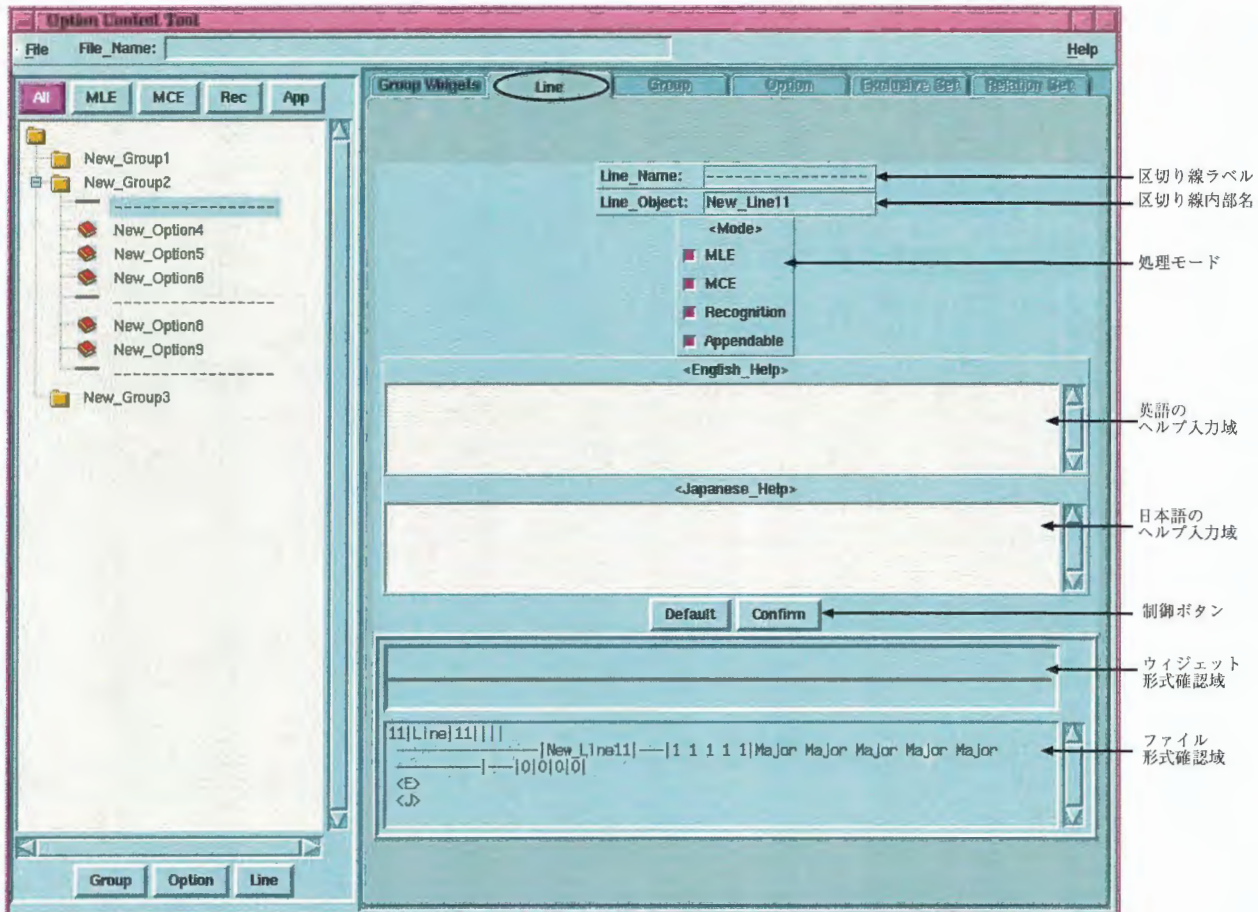 Option Control Tool
File File_Name: Help
All MLE MCE Rec App
New_Group1
New_Group2
--------------------
New_Option4
New_Option5
New_Option6
--------------------
New_Option8
New_Option9
--------------------
New_Group3
Group Option Line
Group Widgets Line Group Option Exclusive Set Relation Set
Line_Name: --------------------
Line_Object: New_Line11
<Mode>
MLE
MCE
Recognition
Appendable
<English_Help>
<Japanese_Help>
Default Confirm
11|Line|11||||
--------------------|New_Line11|---|1 1 1 1 1|Major Major Major Major Major
------------|---|0|0|0|0|
<E>
<J>
区切り線ラベル
区切り線内部名
処理モード
英語の
ヘルプ入力域
日本語の
ヘルプ入力域
制御ボタン
ウィジェット
形式確認域
ファイル
形式確認域